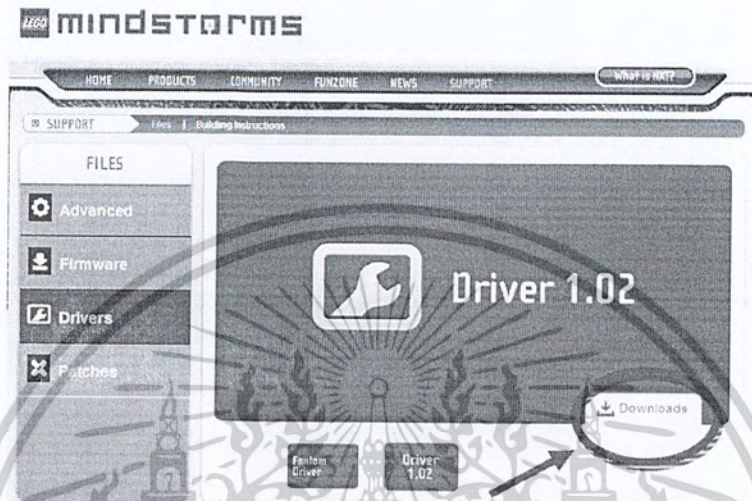 LEGO mindstorms
HOME PRODUCTS COMMUNITY FUNZONE NEWS SUPPORT What is NXT?
SUPPORT Files | Building Instructions
FILES
Advanced
Firmware
Drivers
Patches
Driver 1.02
Downloads
Fantom Driver
Driver 1.02